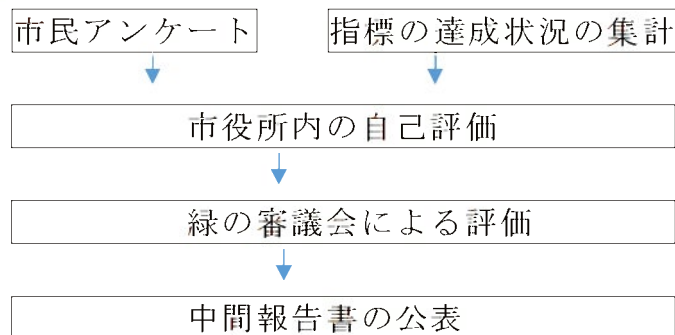 市民アンケート
指標の達成状況の集計
市役所内の自己評価
緑の審議会による評価
中間報告書の公表